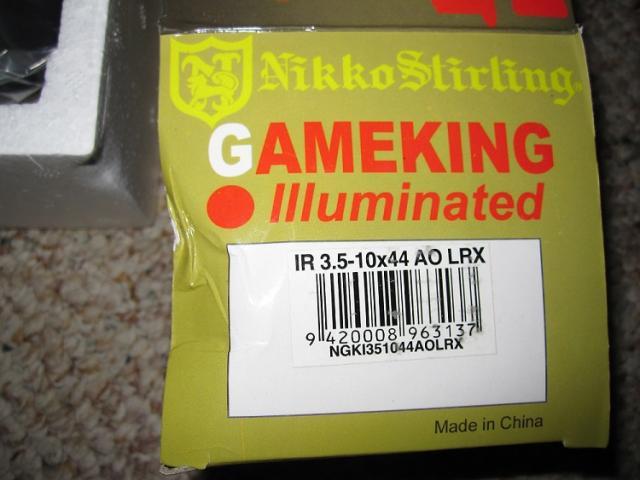 NikkoStirling
GAMEKING
Illuminated
IR 3.5-10x44 AO LRX
9 420008 963137
NGKI351044AOLRX
Made in China